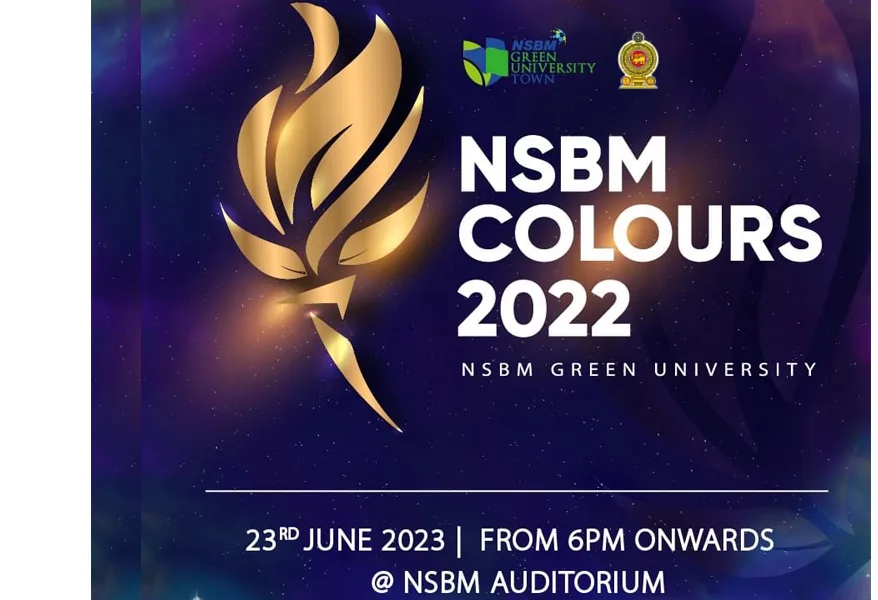 NSBM
GREEN
UNIVERSITY
TOWN
NSBM
COLOURS
2022
NSBM GREEN UNIVERSITY
23RD JUNE 2023 | FROM 6PM ONWARDS
@ NSBM AUDITORIUM